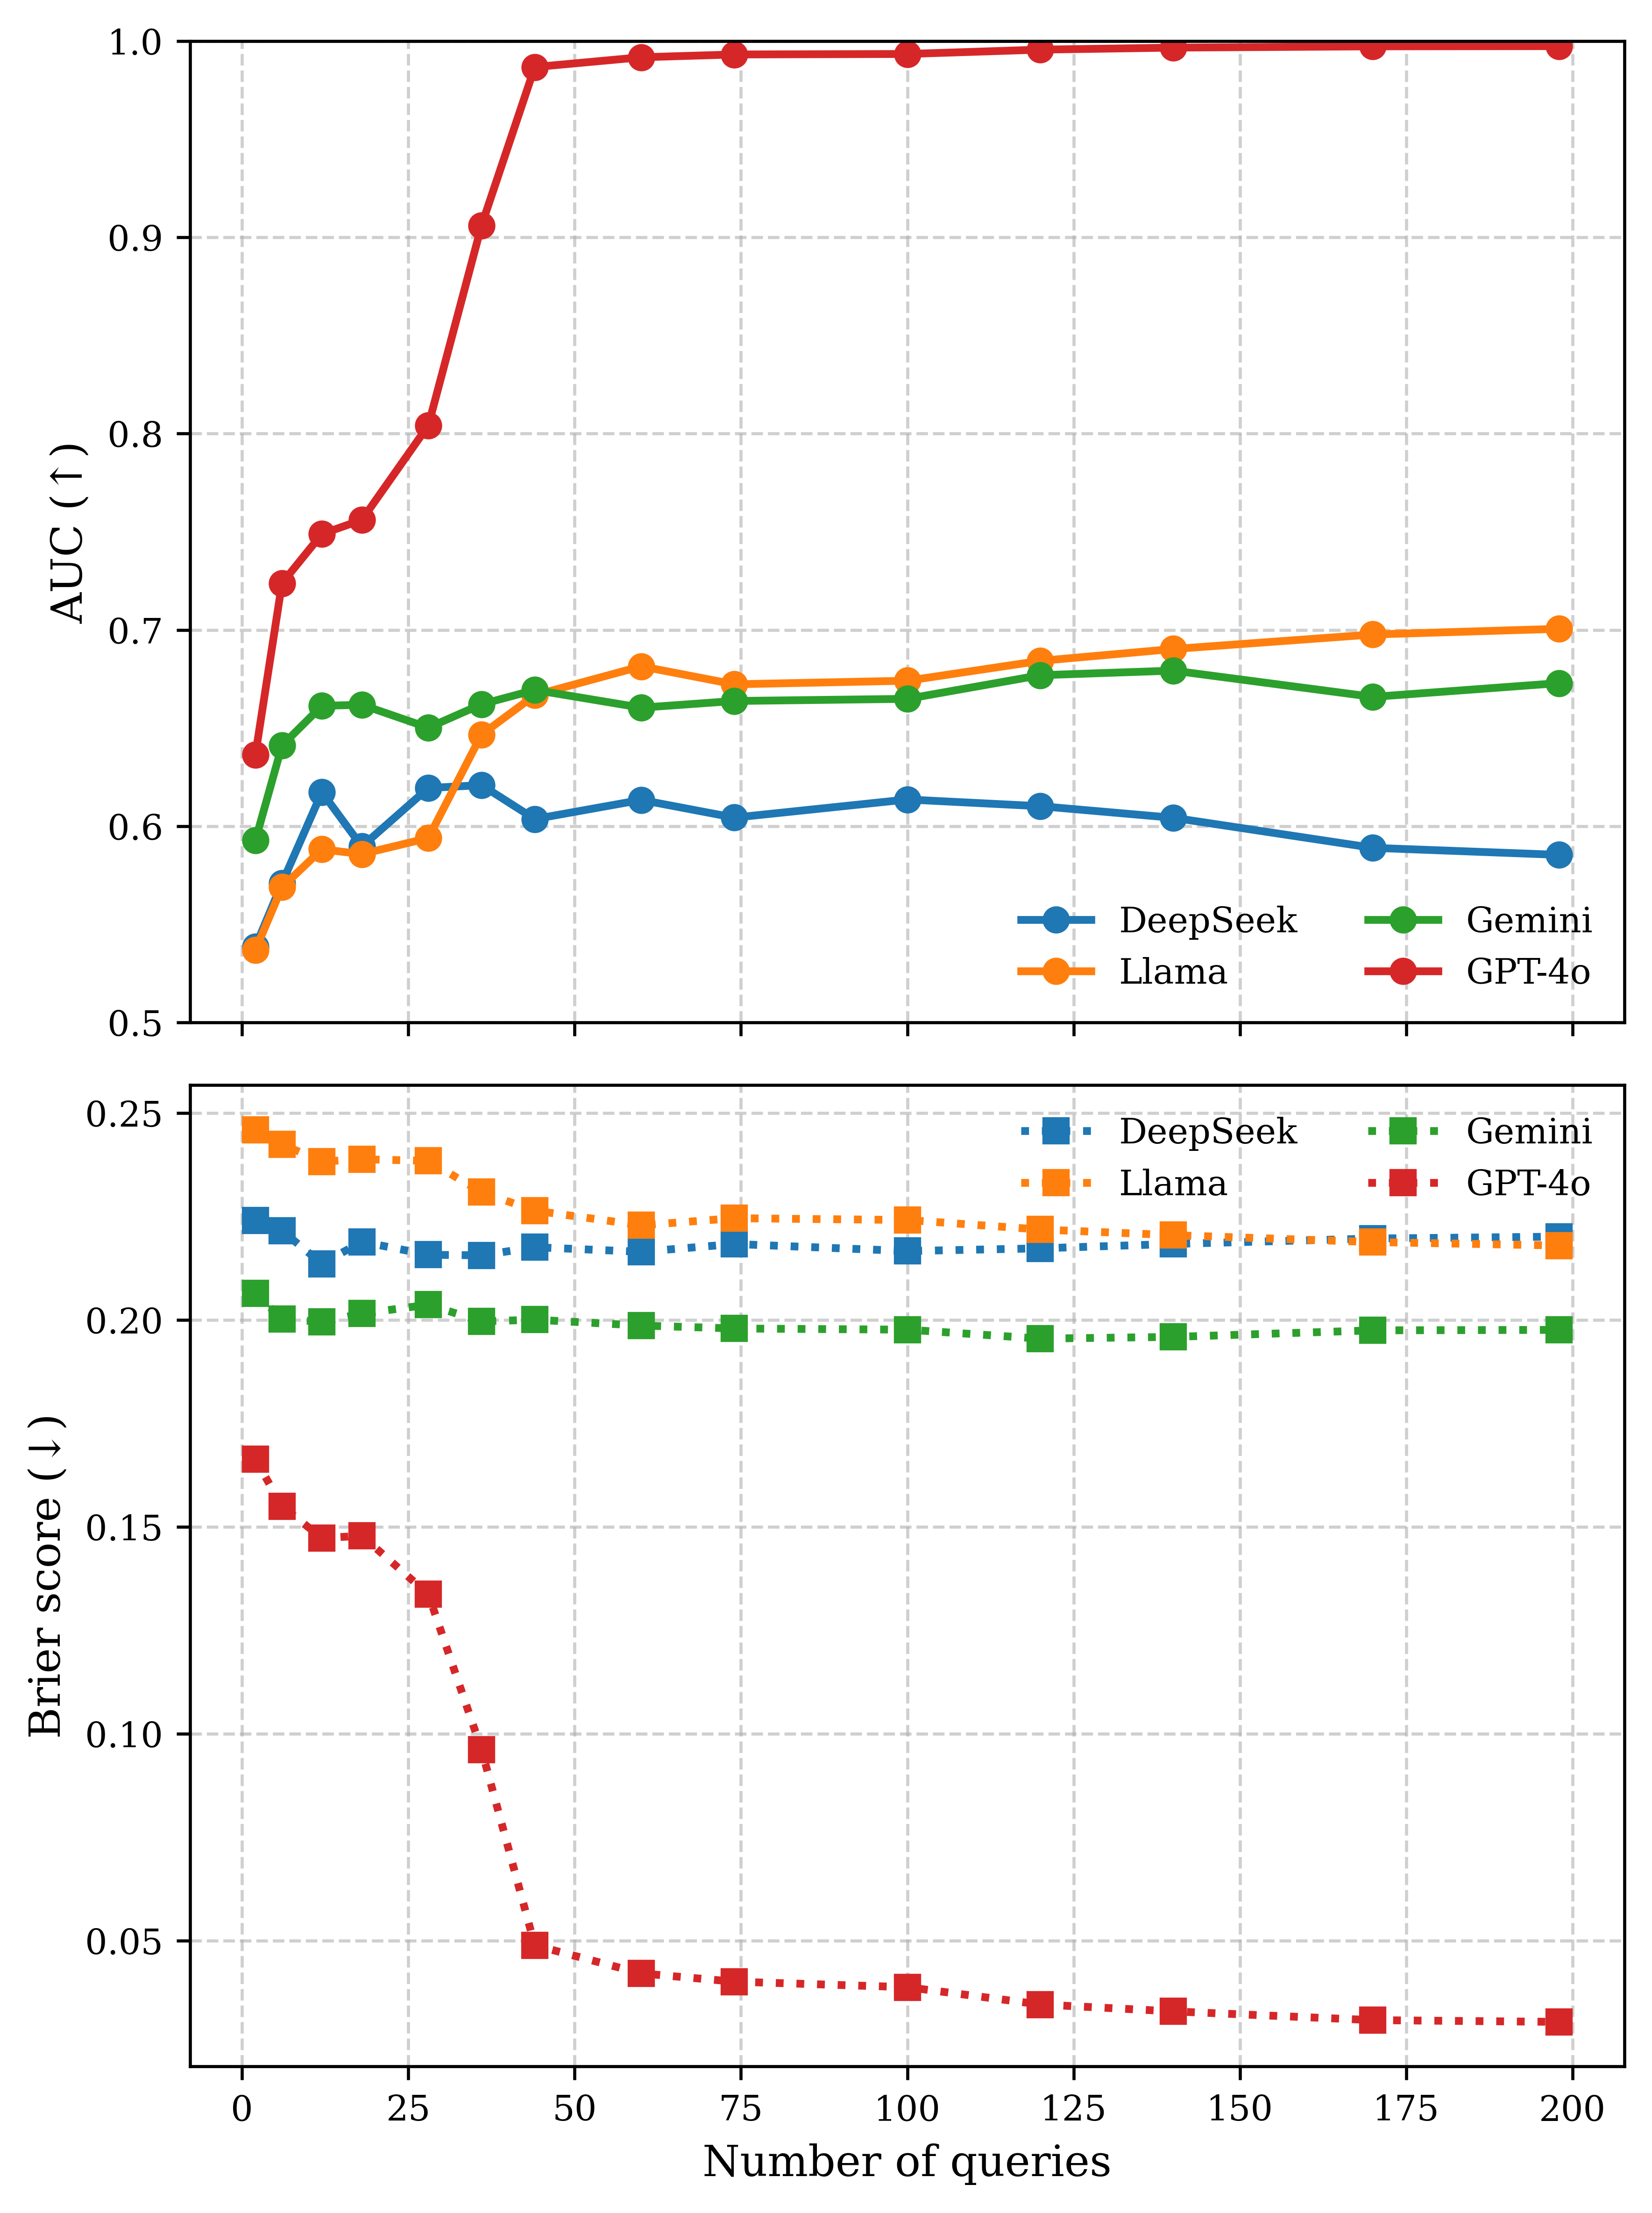 1.0
0.9
0.8
0.7
0.6
0.5
AUC (↑)
DeepSeek Gemini
Llama GPT-4o
0.25
0.20
0.15
0.10
0.05
Brier score (↓)
DeepSeek Gemini
Llama GPT-4o
0 25 50 75 100 125 150 175 200
Number of queries